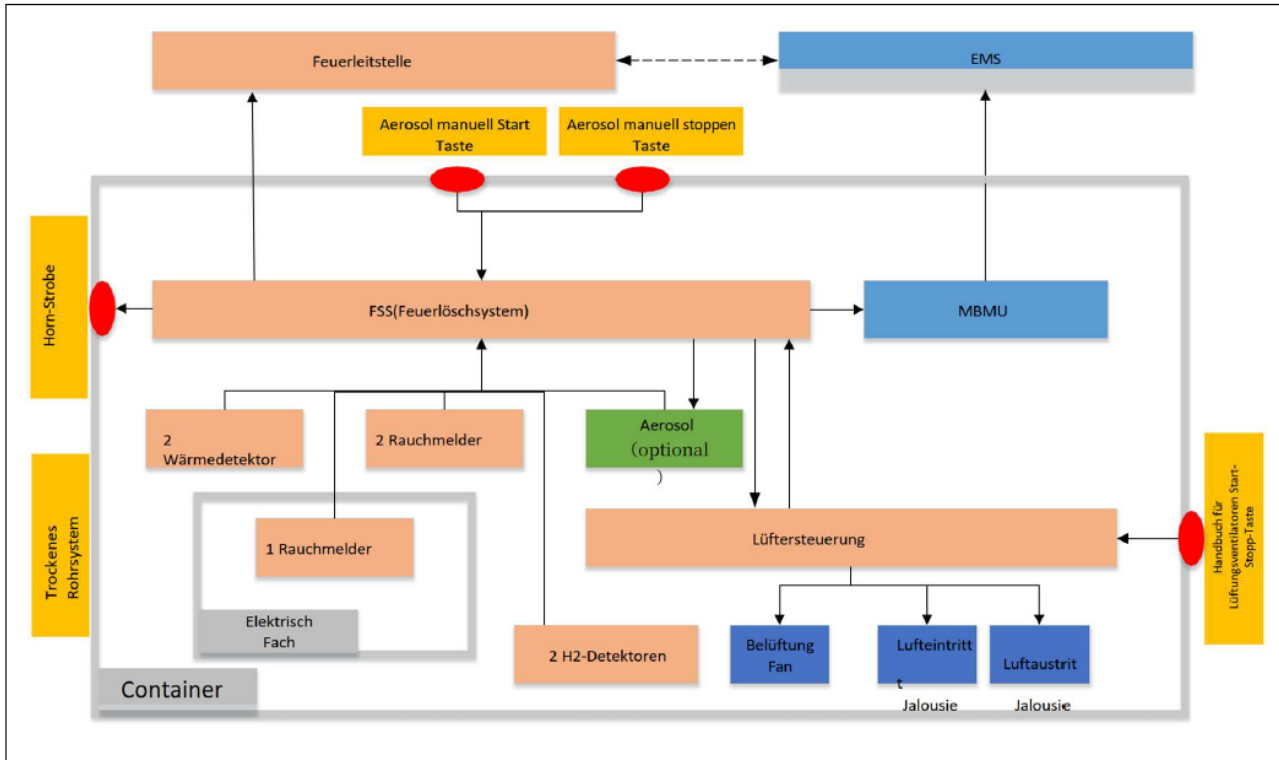 Feuerleitstelle
EMS
Aerosol manuell Start
Taste
Aerosol manuell stoppen
Taste
Horn-Strobe
FSS(Feuerlöschsystem)
MBMU
2
Wärmedetektor
2 Rauchmelder
Aerosol
（optional
）
Trockenes
Rohrsystem
1 Rauchmelder
Lüftersteuerung
Handbuch für
Lüftungsventilatoren Start-
Stopp-Taste
Elektrisch
Fach
2 H2-Detektoren
Belüftung
Fan
Lufteintritt
t
Jalousie
Luftaustrit
Jalousie
Container